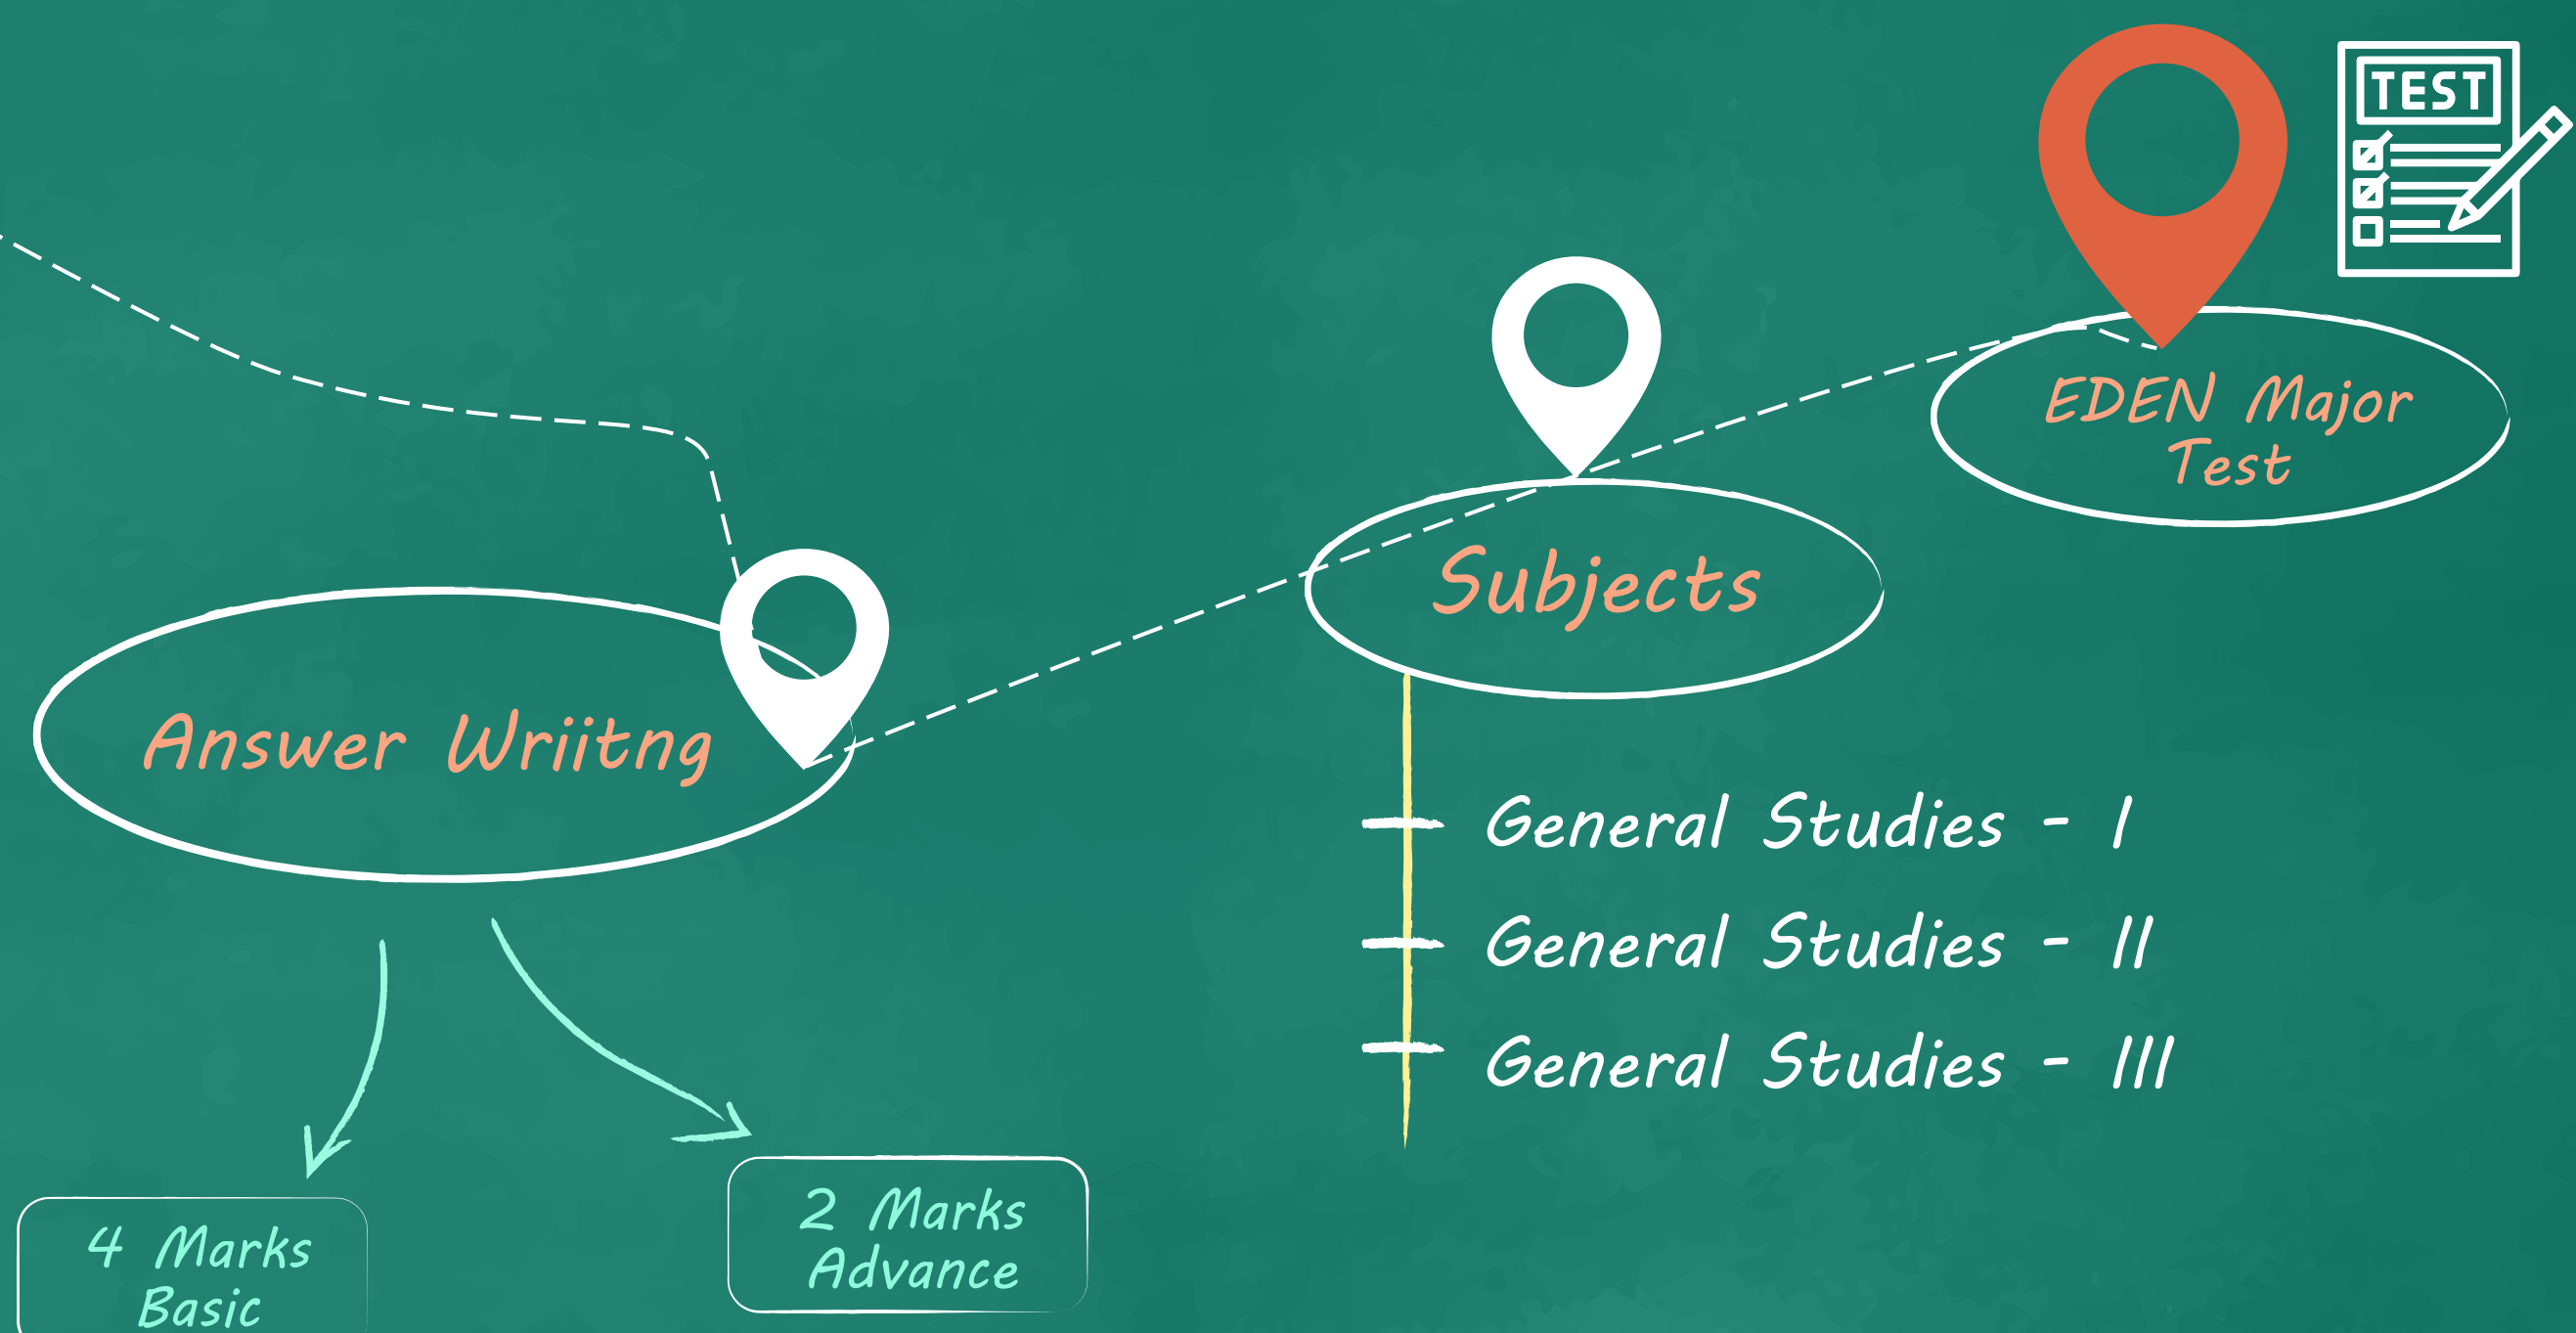 TEST
EDEN Major
Test
Subjects
Answer Wriitng
General Studies - I
General Studies - II
General Studies - III
2 Marks
Advance
4 Marks
Basic